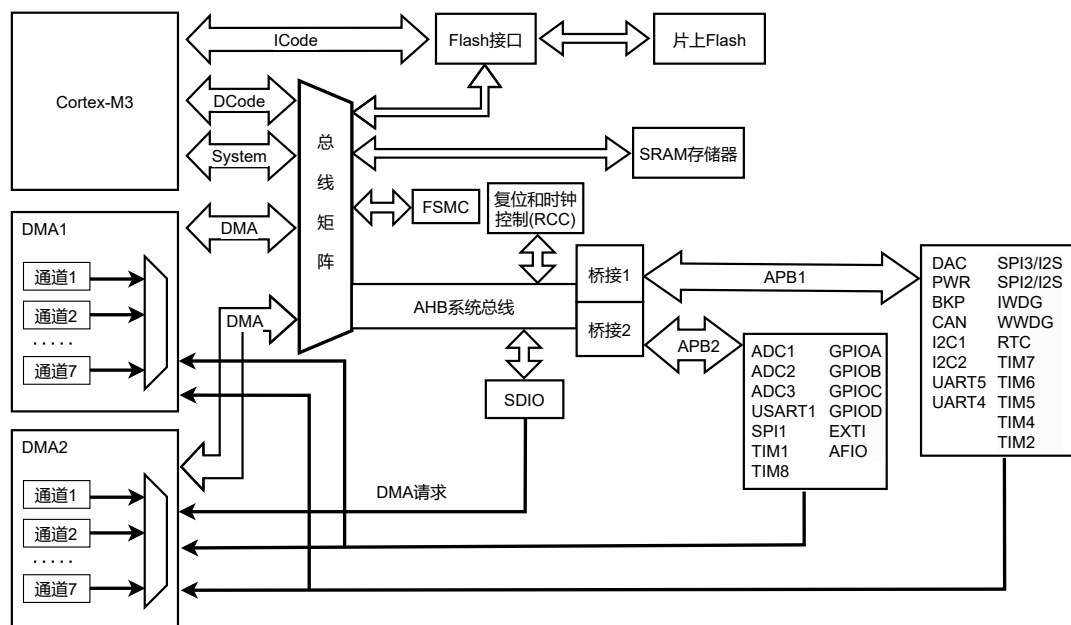 Cortex-M3
ICode
Flash接口
片上Flash
DCode
System
总线矩阵
SRAM存储器
FSMC
复位和时钟
控制(RCC)
DMA1
通道1
通道2
.....
通道7
DMA
DMA
AHB系统总线
桥接1
桥接2
APB1
APB2
SDIO
DAC
PWR
BKP
CAN
I2C1
I2C2
UART5
UART4
SPI3/I2S
SPI2/I2S
IWDG
WWDG
RTC
TIM7
TIM6
TIM5
TIM4
TIM2
ADC1
ADC2
ADC3
USART1
SPI1
TIM1
TIM8
GPIOA
GPIOB
GPIOC
GPIOD
EXTI
AFIO
DMA2
通道1
通道2
.....
通道7
DMA请求